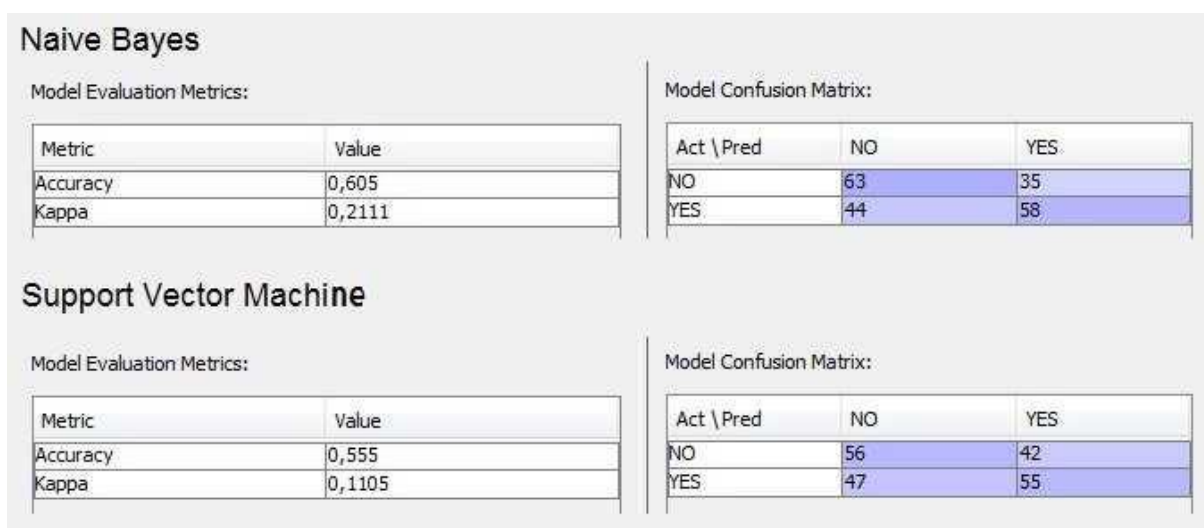 Naive Bayes
Model Evaluation Metrics:
Metric Value
Accuracy 0,605
Kappa 0,2111
Model Confusion Matrix:
Act \ Pred NO YES
NO 63 35
YES 44 58
Support Vector Machine
Model Evaluation Metrics:
Metric Value
Accuracy 0,555
Kappa 0,1105
Model Confusion Matrix:
Act \ Pred NO YES
NO 56 42
YES 47 55